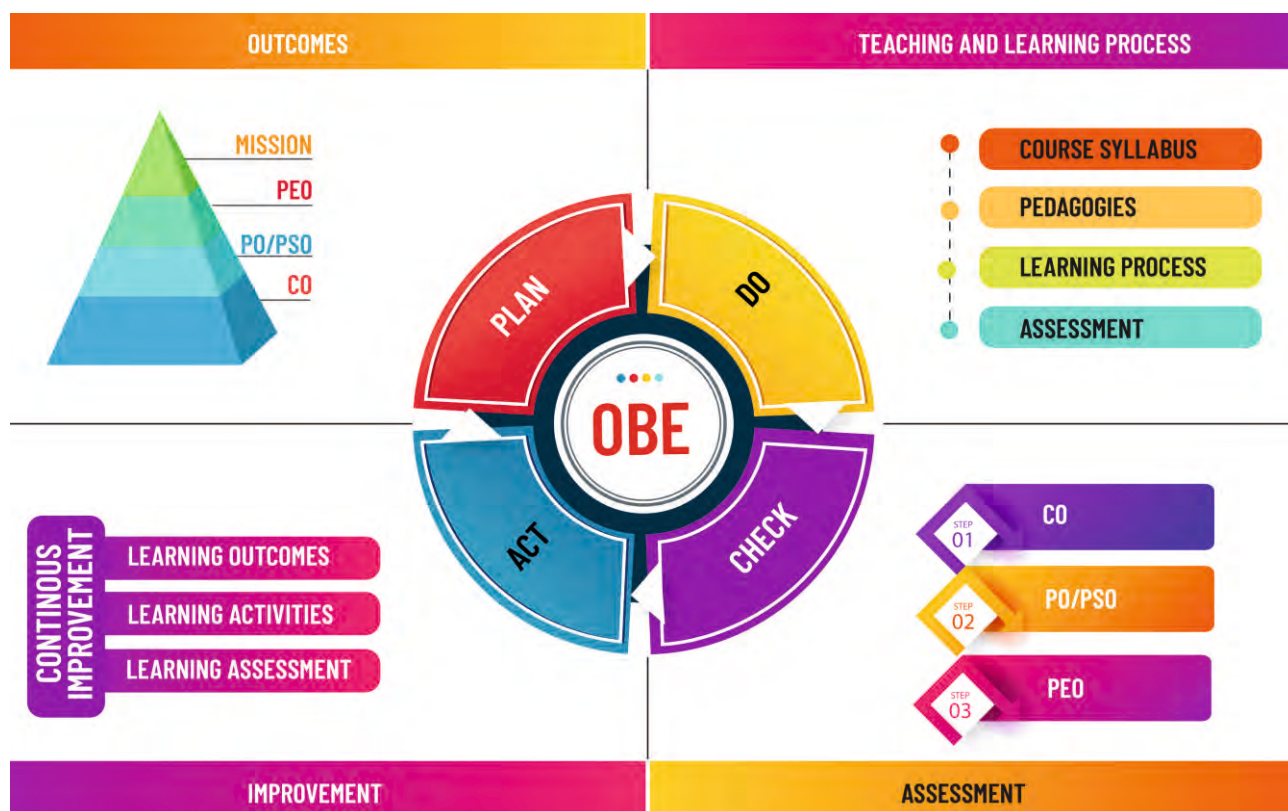 OUTCOMES
TEACHING AND LEARNING PROCESS
MISSION
PEO
PO/PSO
CO
COURSE SYLLABUS
PEDAGOGIES
LEARNING PROCESS
ASSESSMENT
PLAN
DO
OBE
ACT
CHECK
CONTINOUS
IMPROVEMENT
LEARNING OUTCOMES
LEARNING ACTIVITIES
LEARNING ASSESSMENT
STEP
01
CO
STEP
02
PO/PSO
STEP
03
PEO
IMPROVEMENT
ASSESSMENT